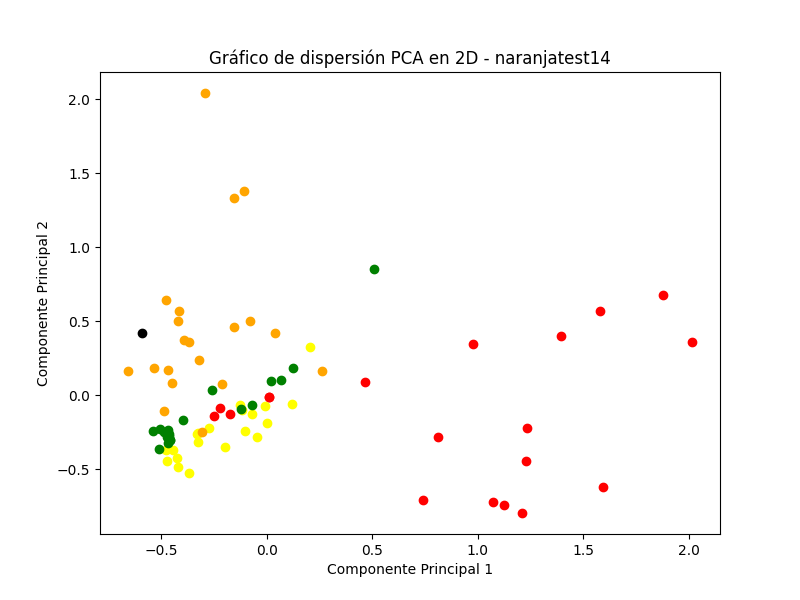 Gráfico de dispersión PCA en 2D - naranjatest14
Componente Principal 2
2.0
1.5
1.0
0.5
0.0
−0.5
−0.5 0.0 0.5 1.0 1.5 2.0
Componente Principal 1